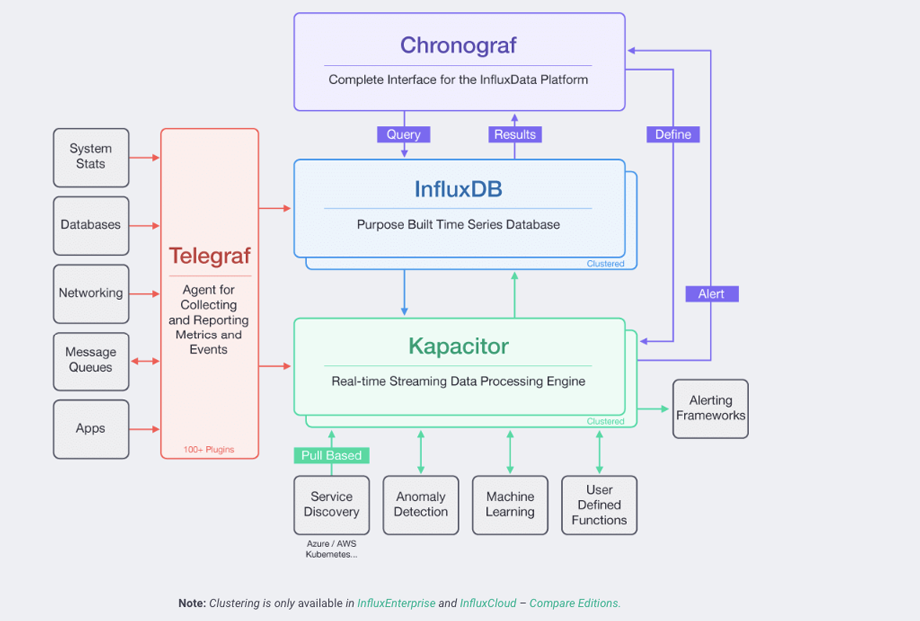 Chronograf
Complete Interface for the InfluxData Platform
Query
Results
Define
System
Stats
Databases
Networking
Message
Queues
Apps
Telegraf
Agent for
Collecting
and Reporting
Metrics and
Events
100+ Plugins
InfluxDB
Purpose Built Time Series Database
Clustered
Alert
Kapacitor
Real-time Streaming Data Processing Engine
Clustered
Alerting
Frameworks
Pull Based
Service
Discovery
Azure / AWS
Kubernetes...
Anomaly
Detection
Machine
Learning
User
Defined
Functions
Note: Clustering is only available in InfluxEnterprise and InfluxCloud – Compare Editions.